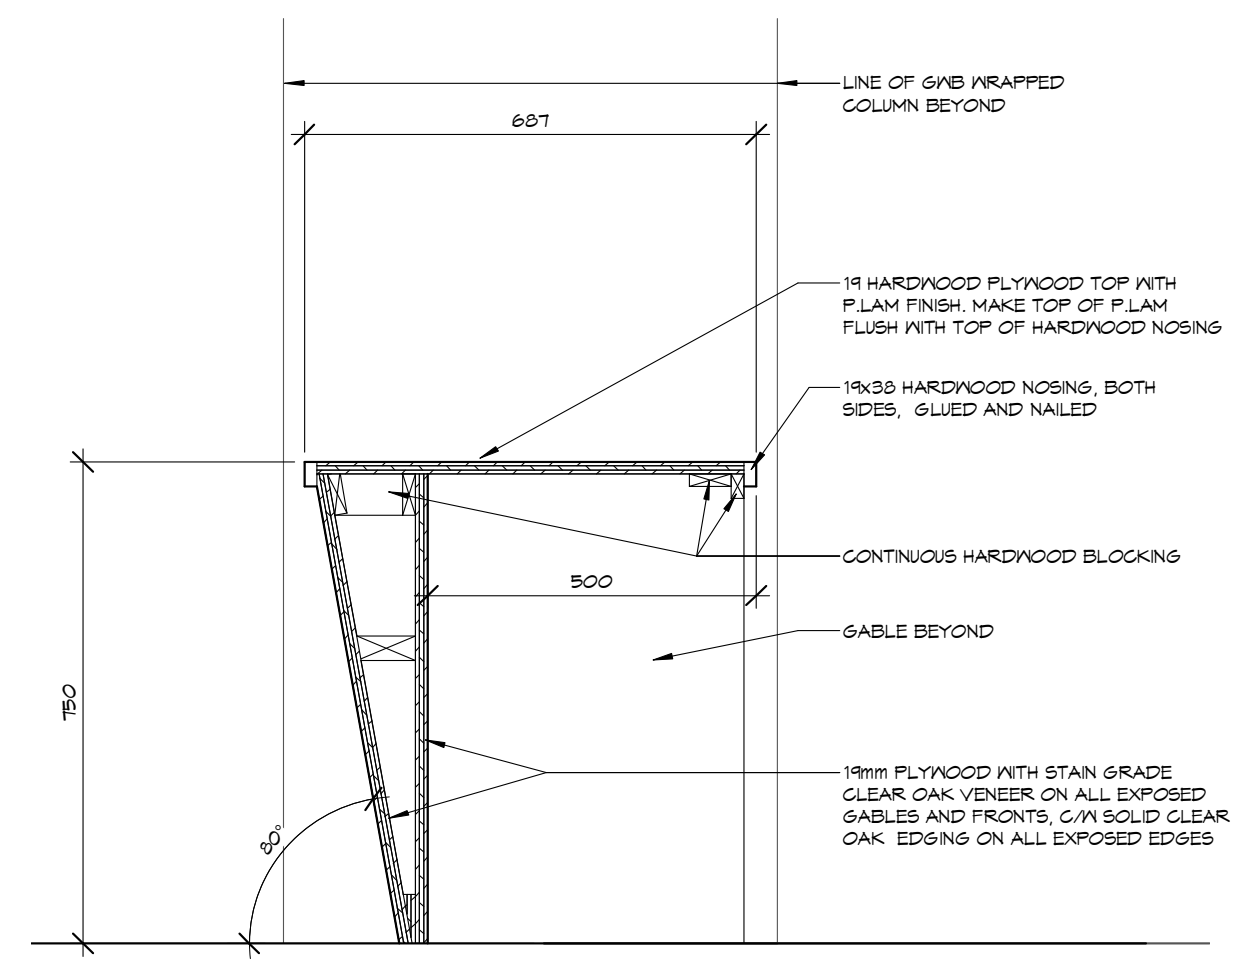 LINE OF GWB WRAPPED
COLUMN BEYOND
687
19 HARDWOOD PLYWOOD TOP WITH
P.LAM FINISH. MAKE TOP OF P.LAM
FLUSH WITH TOP OF HARDWOOD NOSING
19x38 HARDWOOD NOSING, BOTH
SIDES, GLUED AND NAILED
CONTINUOUS HARDWOOD BLOCKING
500
GABLE BEYOND
750
19mm PLYWOOD WITH STAIN GRADE
CLEAR OAK VENEER ON ALL EXPOSED
GABLES AND FRONTS, C/W SOLID CLEAR
OAK EDGING ON ALL EXPOSED EDGES
80°